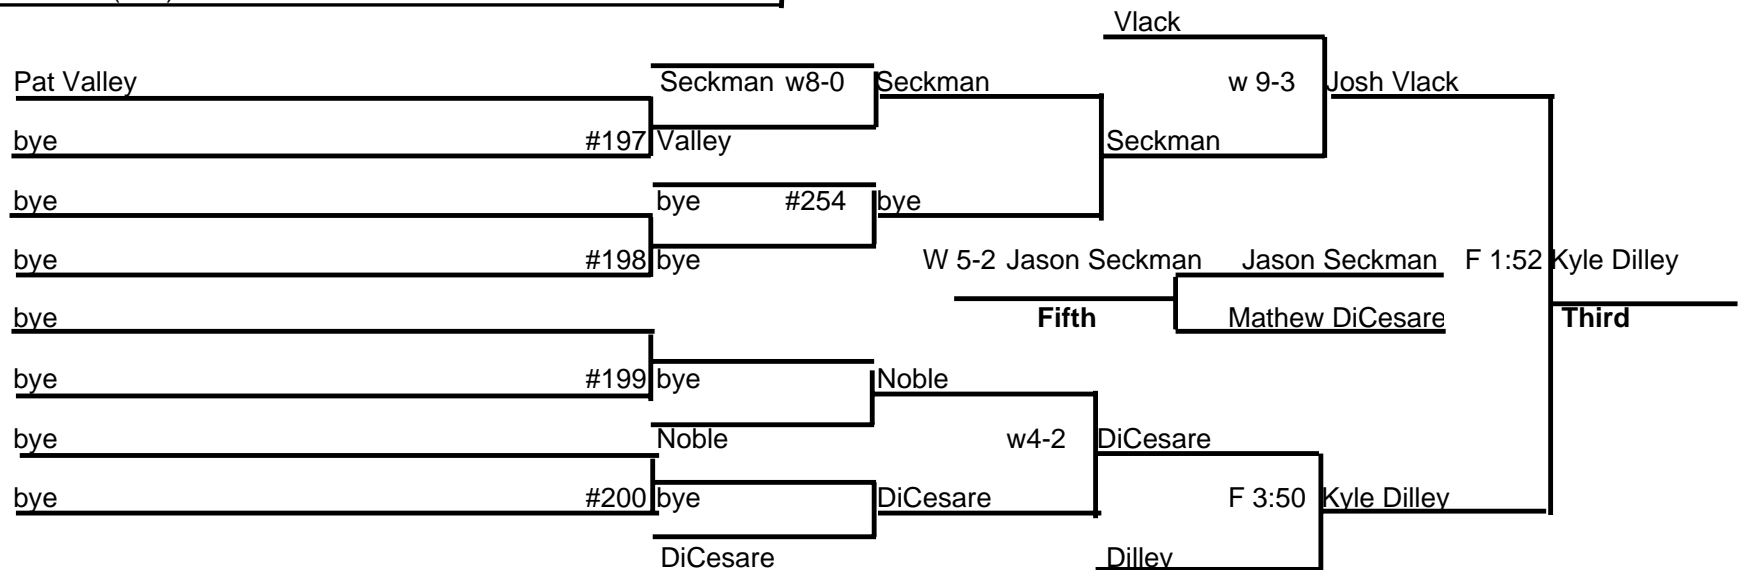 Vlack
Pat Valley Seckman w8-0 Seckman w 9-3 Josh Vlack
bye #197 Valley Seckman
bye bye #254 bye
bye #198 bye W 5-2 Jason Seckman Jason Seckman F 1:52 Kyle Dilley
bye Fifth Mathew DiCesare Third
bye #199 bye Noble
bye Noble w4-2 DiCesare
bye #200 bye DiCesare F 3:50 Kyle Dilley
DiCesare Dilley